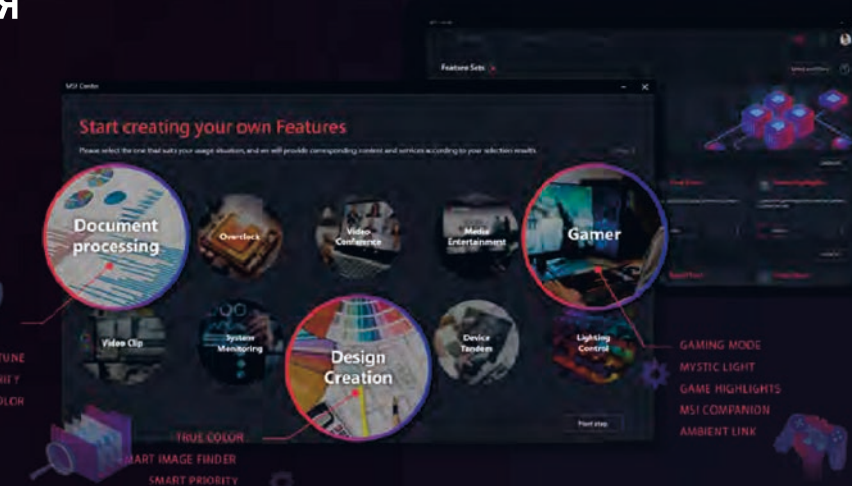 Feature Sets
MSI Center
Start creating your own Features
Please select the one that suits your usage situation, and we will provide corresponding content and services according to your selection results.
Document
processing
Overclock
Video
Conference
Media
Entertainment
Gamer
Video Clip
System
Monitoring
Design
Creation
Device
Tandem
Lighting
Control
Next step
GAMING MODE
MYSTIC LIGHT
GAME HIGHLIGHTS
MSI COMPANION
AMBIENT LINK
TRUE COLOR
MART IMAGE FINDER
SMART PRIORITY
TUNE
OLOR